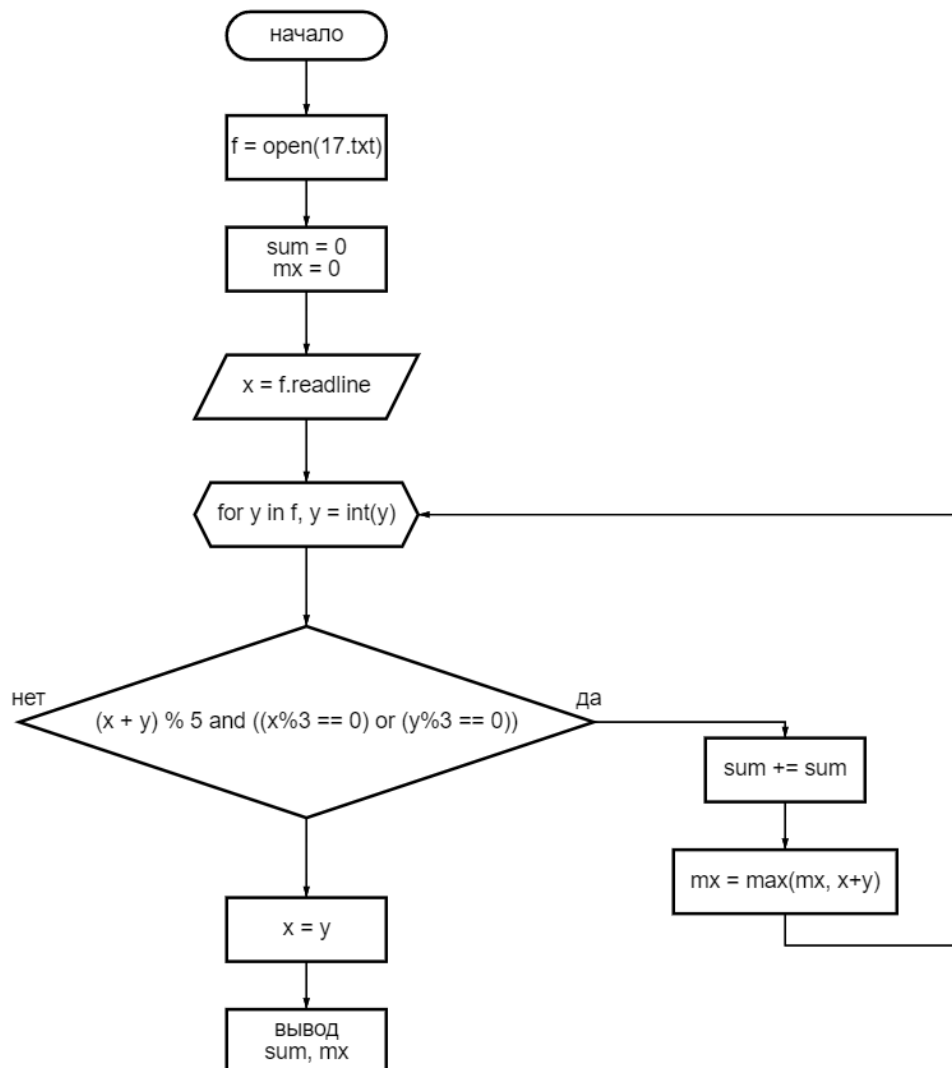 начало
f = open(17.txt)
sum = 0
mx = 0
x = f.readline
for y in f, y = int(y)
нет
да
(x + y) % 5 and ((x%3 == 0) or (y%3 == 0))
sum += sum
mx = max(mx, x+y)
x = y
вывод
sum, mx